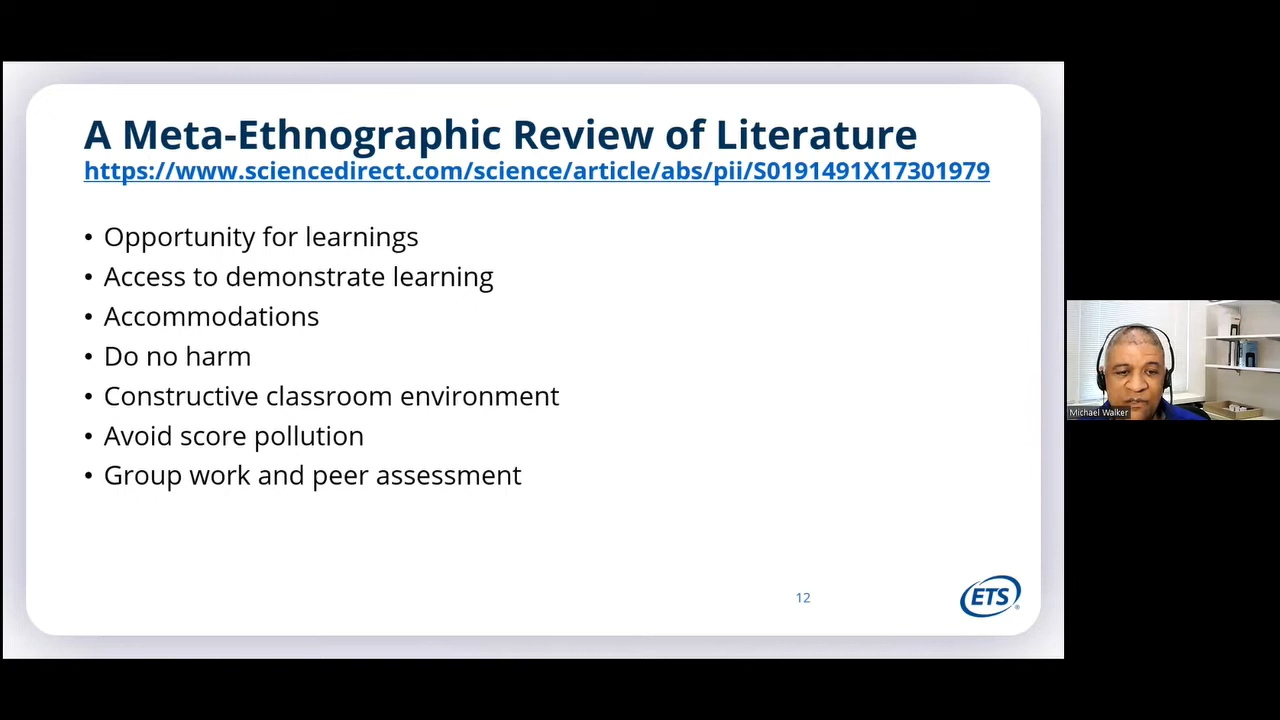 A Meta-Ethnographic Review of Literature
https://www.sciencedirect.com/science/article/abs/pii/S0191491X17301979
• Opportunity for learnings
• Access to demonstrate learning
• Accommodations
• Do no harm
• Constructive classroom environment
• Avoid score pollution
• Group work and peer assessment
12
ETS®
Michael Walker